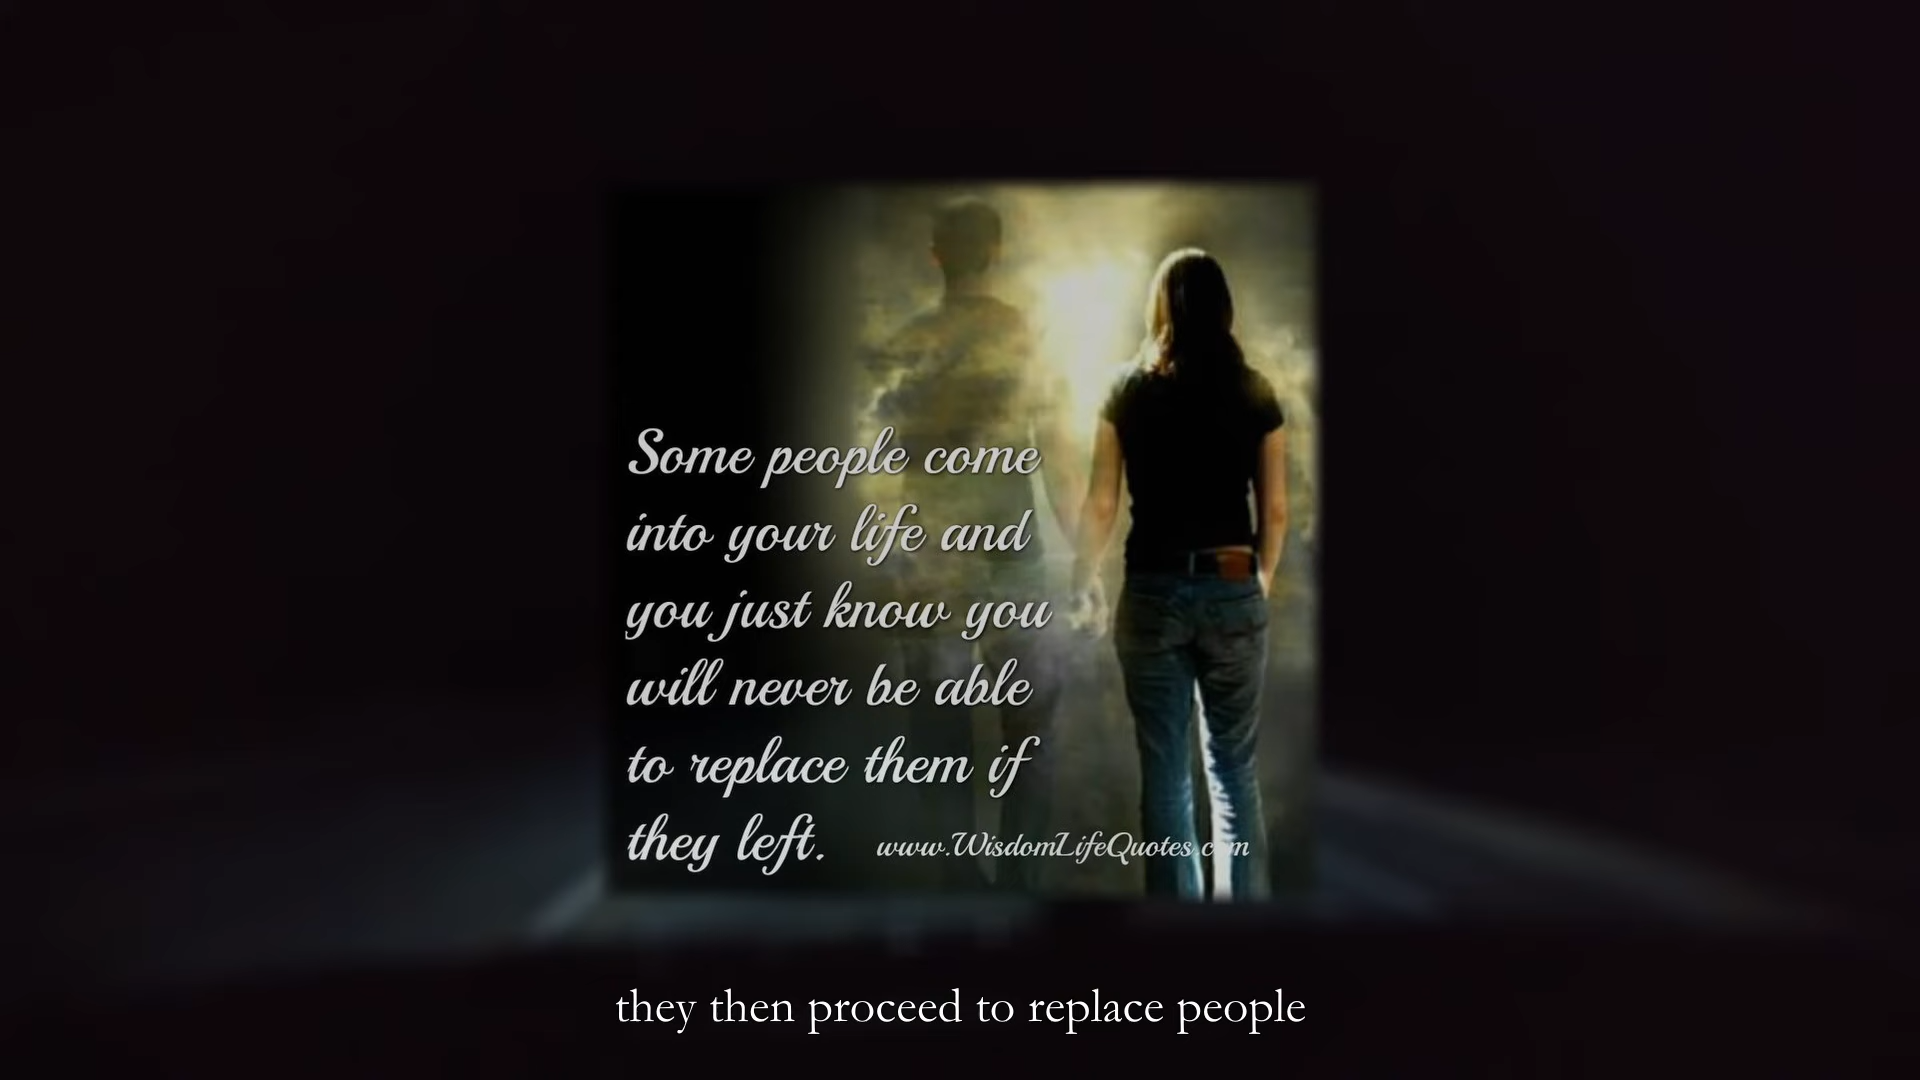 Some people come
into your life and
you just know you
will never be able
to replace them if
they left.
www.WisdomLifeQuotes.com
they then proceed to replace people